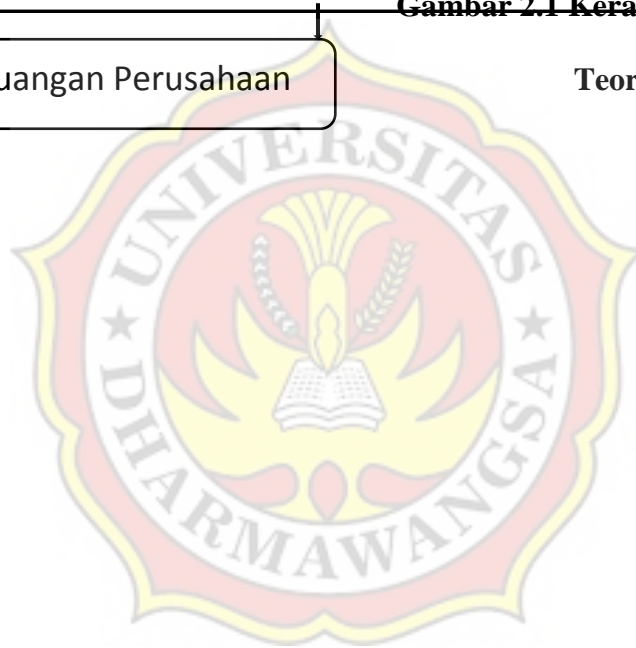 Gambar 2.1 Kera
uangan Perusahaan
Teor
UNIVERSITAS
★ DHARMAWANGSA ★